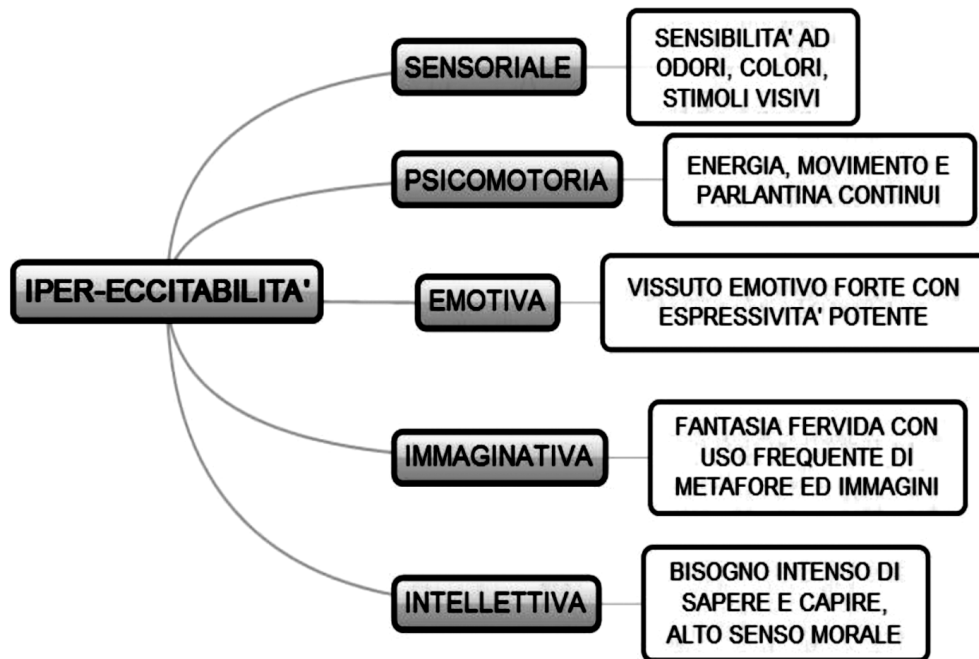 SENSORIALE
SENSIBILITA' AD
ODORI, COLORI,
STIMOLI VISIVI
PSICOMOTORIA
ENERGIA, MOVIMENTO E
PARLANTINA CONTINUI
IPER-ECCITABILITA'
EMOTIVA
VISSUTO EMOTIVO FORTE CON
ESPRESSIVITA' POTENTE
IMMAGINATIVA
FANTASIA FERVIDA CON
USO FREQUENTE DI
METAFORE ED IMMAGINI
INTELLETTIVA
BISOGNO INTENSO DI
SAPERE E CAPIRE,
ALTO SENSO MORALE